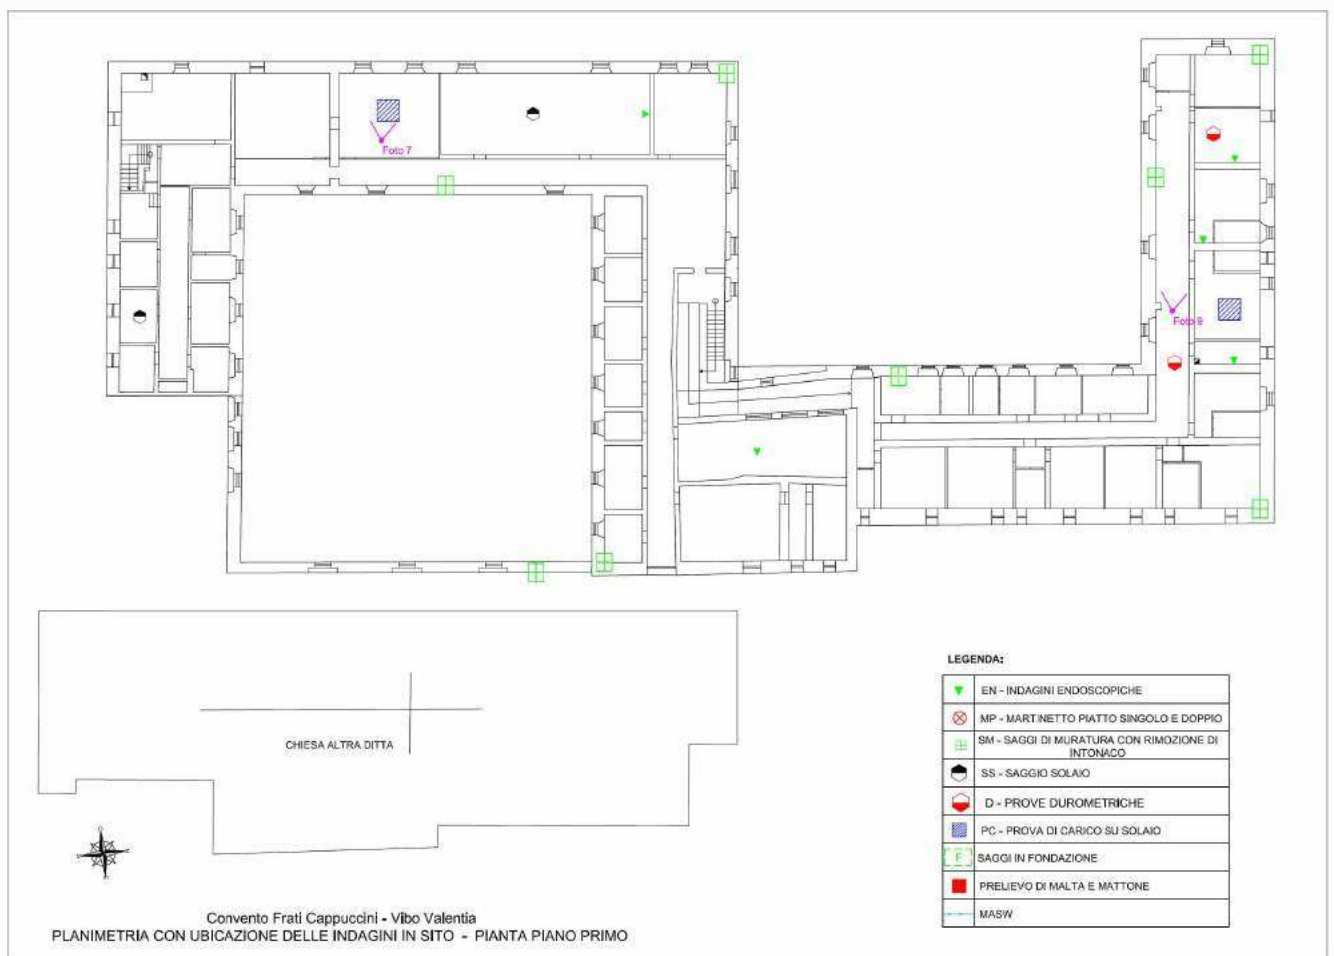 Foto 7
Foto 9
CHIESA ALTRA DITTA
LEGENDA:
EN - INDAGINI ENDOSCOPICHE
MP - MARTINETTO PIATTO SINGOLO E DOPPIO
SM - SAGGI DI MURATURA CON RIMOZIONE DI
INTONACO
SS - SAGGIO SOLAIO
D - PROVE DUROMETRICHE
PC - PROVA DI CARICO SU SOLAIO
F
SAGGI IN FONDAZIONE
PRELIEVO DI MALTA E MATTONE
MASW
Convento Frati Cappuccini - Vibo Valentia
PLANIMETRIA CON UBICAZIONE DELLE INDAGINI IN SITO - PIANTA PIANO PRIMO